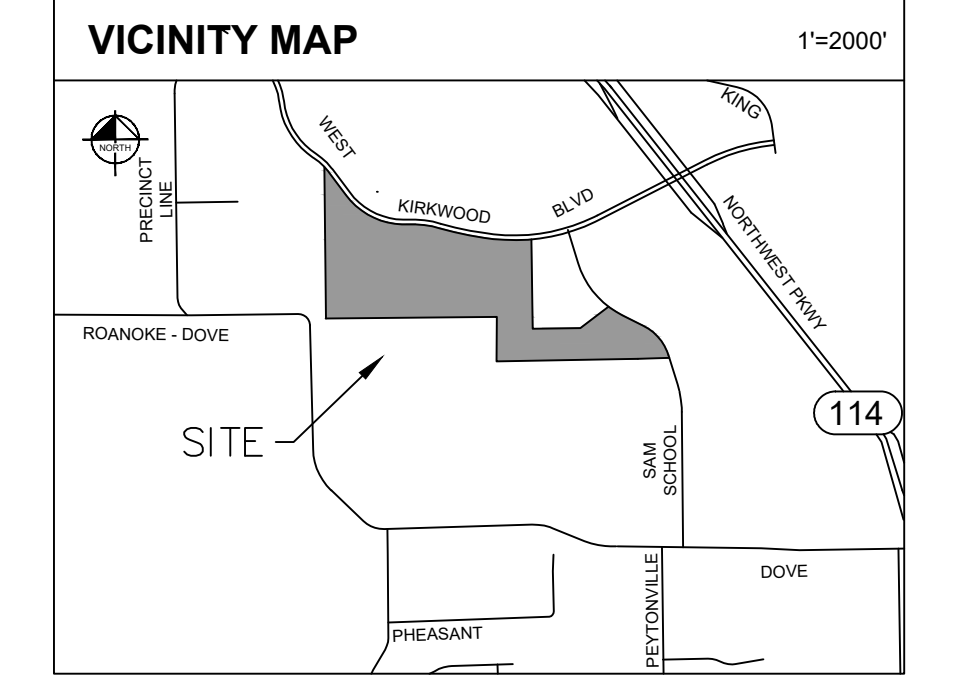 VICINITY MAP
1'=2000'
KING
WEST
NORTH
PRECINCT
LINE
KIRKWOOD
BLVD
NORTHWEST PKWY
ROANOKE - DOVE
114
SITE
SAM
SCHOOL
DOVE
PEYTONVILLE
PHEASANT